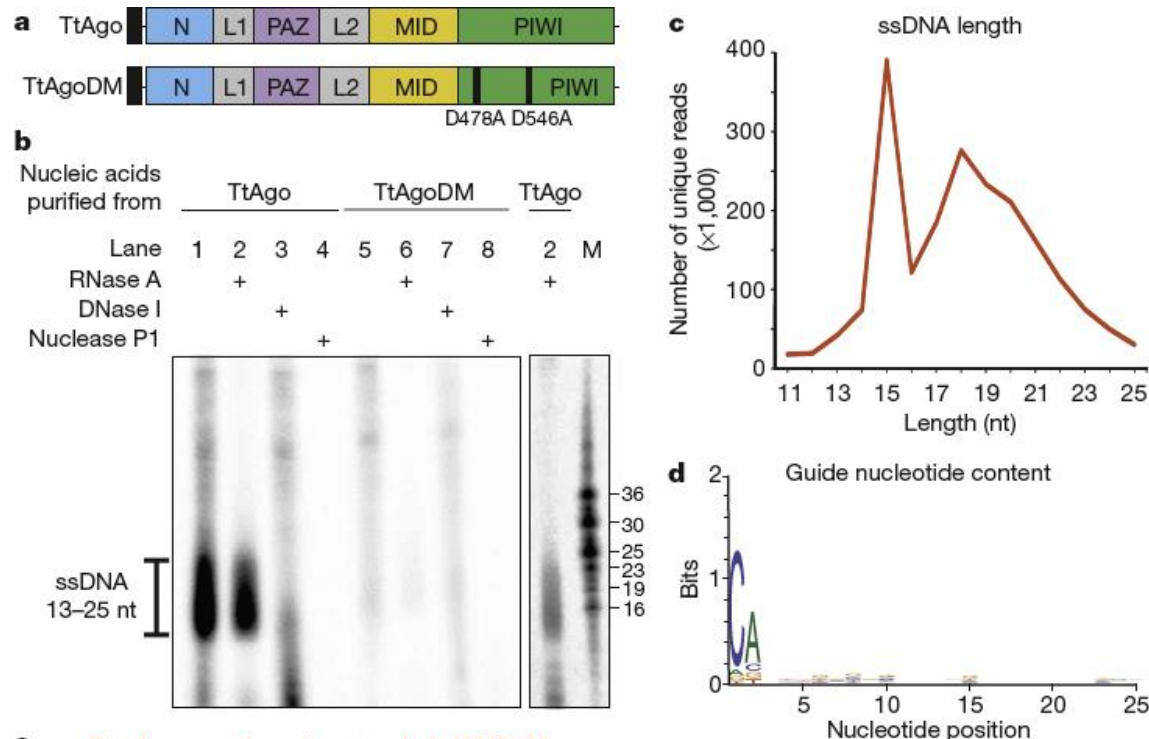 a
TtAgo N L1 PAZ L2 MID PIWI
TtAgoDM N L1 PAZ L2 MID PIWI
D478A D546A
b
Nucleic acids
purified from
TtAgo TtAgoDM TtAgo
Lane 1 2 3 4 5 6 7 8 2 M
RNase A + + +
DNase I + +
Nuclease P1 + +
36
30
25
23
19
16
ssDNA
13–25 nt
c
ssDNA length
Number of unique reads
(×1,000)
400
300
200
100
0
11 13 15 17 19 21 23 25
Length (nt)
d
Guide nucleotide content
Bits
2
1
0
C A
C
5 10 15 20 25
Nucleotide position